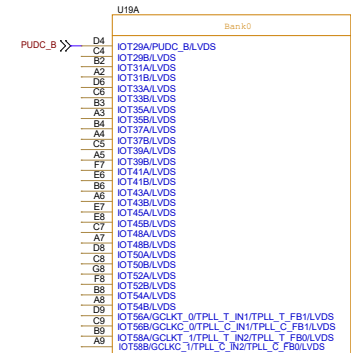 U19A
Bank0
PUDC_B D4 IOT29A/PUDC_B/LVDS
C4 IOT29B/LVDS
B2 IOT31A/LVDS
A2 IOT31B/LVDS
D6 IOT33A/LVDS
C6 IOT33B/LVDS
B3 IOT35A/LVDS
A3 IOT35B/LVDS
B4 IOT37A/LVDS
A4 IOT37B/LVDS
C5 IOT39A/LVDS
A5 IOT39B/LVDS
F7 IOT41A/LVDS
E6 IOT41B/LVDS
B6 IOT43A/LVDS
A6 IOT43B/LVDS
E7 IOT45A/LVDS
E8 IOT45B/LVDS
C7 IOT48A/LVDS
A7 IOT48B/LVDS
D8 IOT50A/LVDS
C8 IOT50B/LVDS
G8 IOT52A/LVDS
F8 IOT52B/LVDS
B8 IOT54A/LVDS
A8 IOT54B/LVDS
D9 IOT56A/GCLKT_0/TPLL_T_IN1/TPLL_T_FB1/LVDS
C9 IOT56B/GCLKC_0/TPLL_C_IN1/TPLL_C_FB1/LVDS
B9 IOT58A/GCLKT_1/TPLL_T_IN2/TPLL_T_FB0/LVDS
A9 IOT58B/GCLKC_1/TPLL_C_IN2/TPLL_C_FB0/LVDS